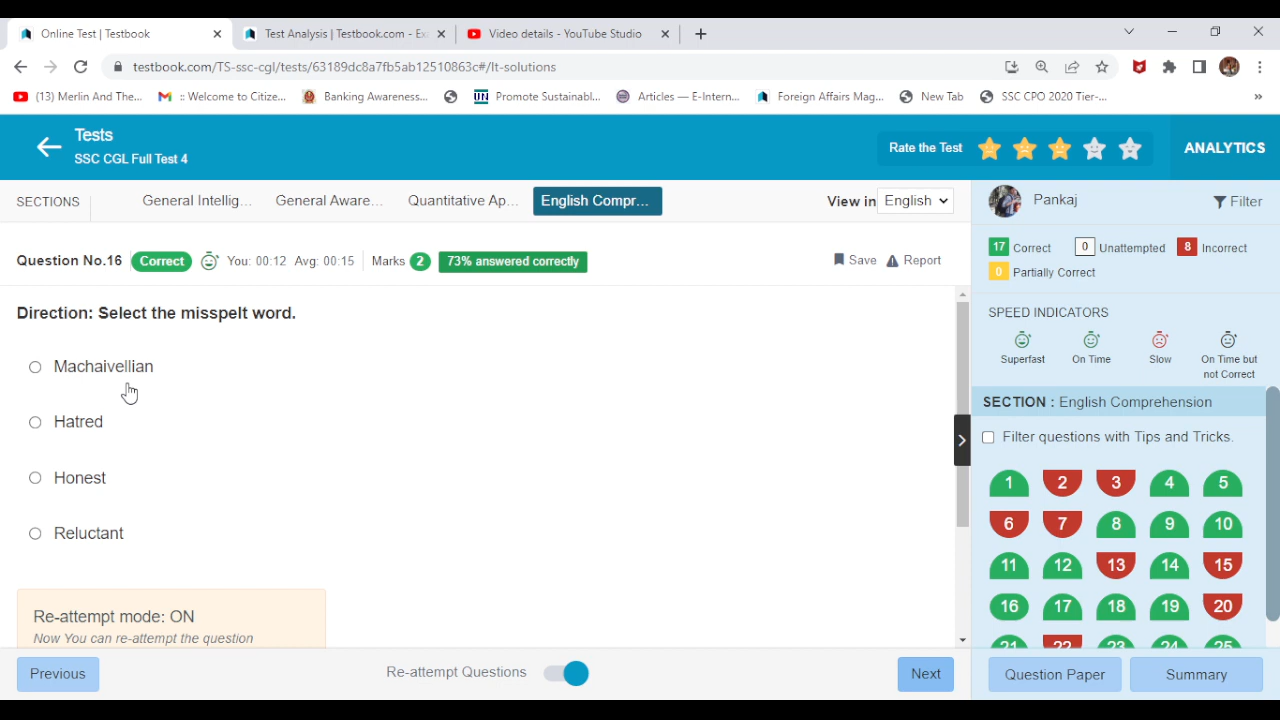 Online Test | Testbook
Test Analysis | Testbook.com - Exa
Video details - YouTube Studio
testbook.com/TS-ssc-cgl/tests/63189dc8a7fb5ab12510863c#/lt-solutions
(13) Merlin And The...
:: Welcome to Citize...
Banking Awareness...
UN
Promote Sustainabl...
Articles — E-Intern...
Foreign Affairs Mag...
New Tab
SSC CPO 2020 Tier-...
»
Tests
SSC CGL Full Test 4
Rate the Test
ANALYTICS
SECTIONS
General Intellig...
General Aware...
Quantitative Ap...
English Compr...
View in English
Pankaj
Filter
Question No.16 Correct You: 00:12 Avg: 00:15 Marks 2 73% answered correctly
Save Report
17 Correct 0 Unattempted 8 Incorrect
0 Partially Correct
Direction: Select the misspelt word.
Machaivellian
Hatred
Honest
Reluctant
SPEED INDICATORS
Superfast
On Time
Slow
On Time but
not Correct
SECTION : English Comprehension
Filter questions with Tips and Tricks.
1 2 3 4 5
6 7 8 9 10
11 12 13 14 15
16 17 18 19 20
21 22 23 24 25
Re-attempt mode: ON
Now You can re-attempt the question
Previous
Re-attempt Questions
Next
Question Paper
Summary